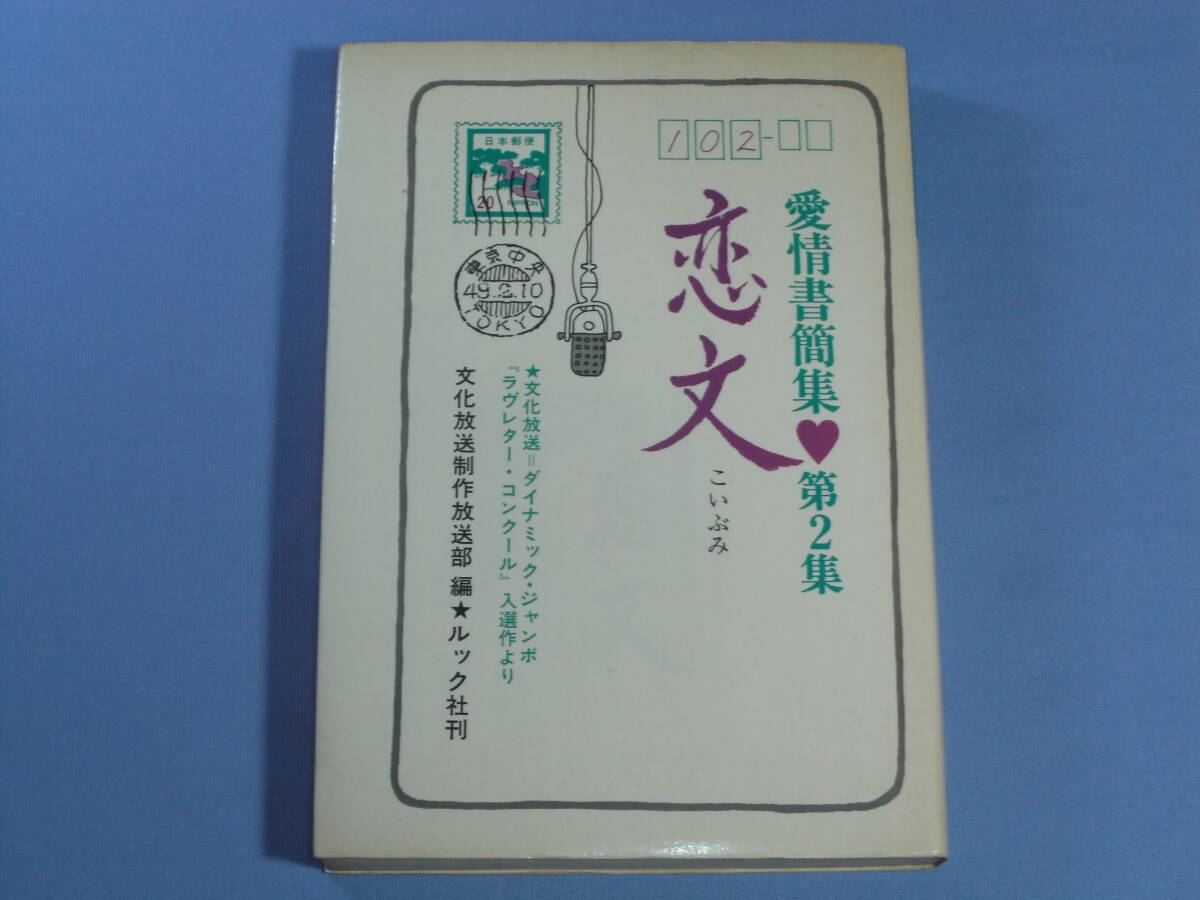 102-
愛情書簡集♥第2集
恋文
こいぶみ
★文化放送＝ダイナミック・ジャンボ
『ラヴレター・コンクール』入選作より
文化放送制作放送部 編★ルック社刊
日本郵便
20
NIPPON
東京中央
TOKYO